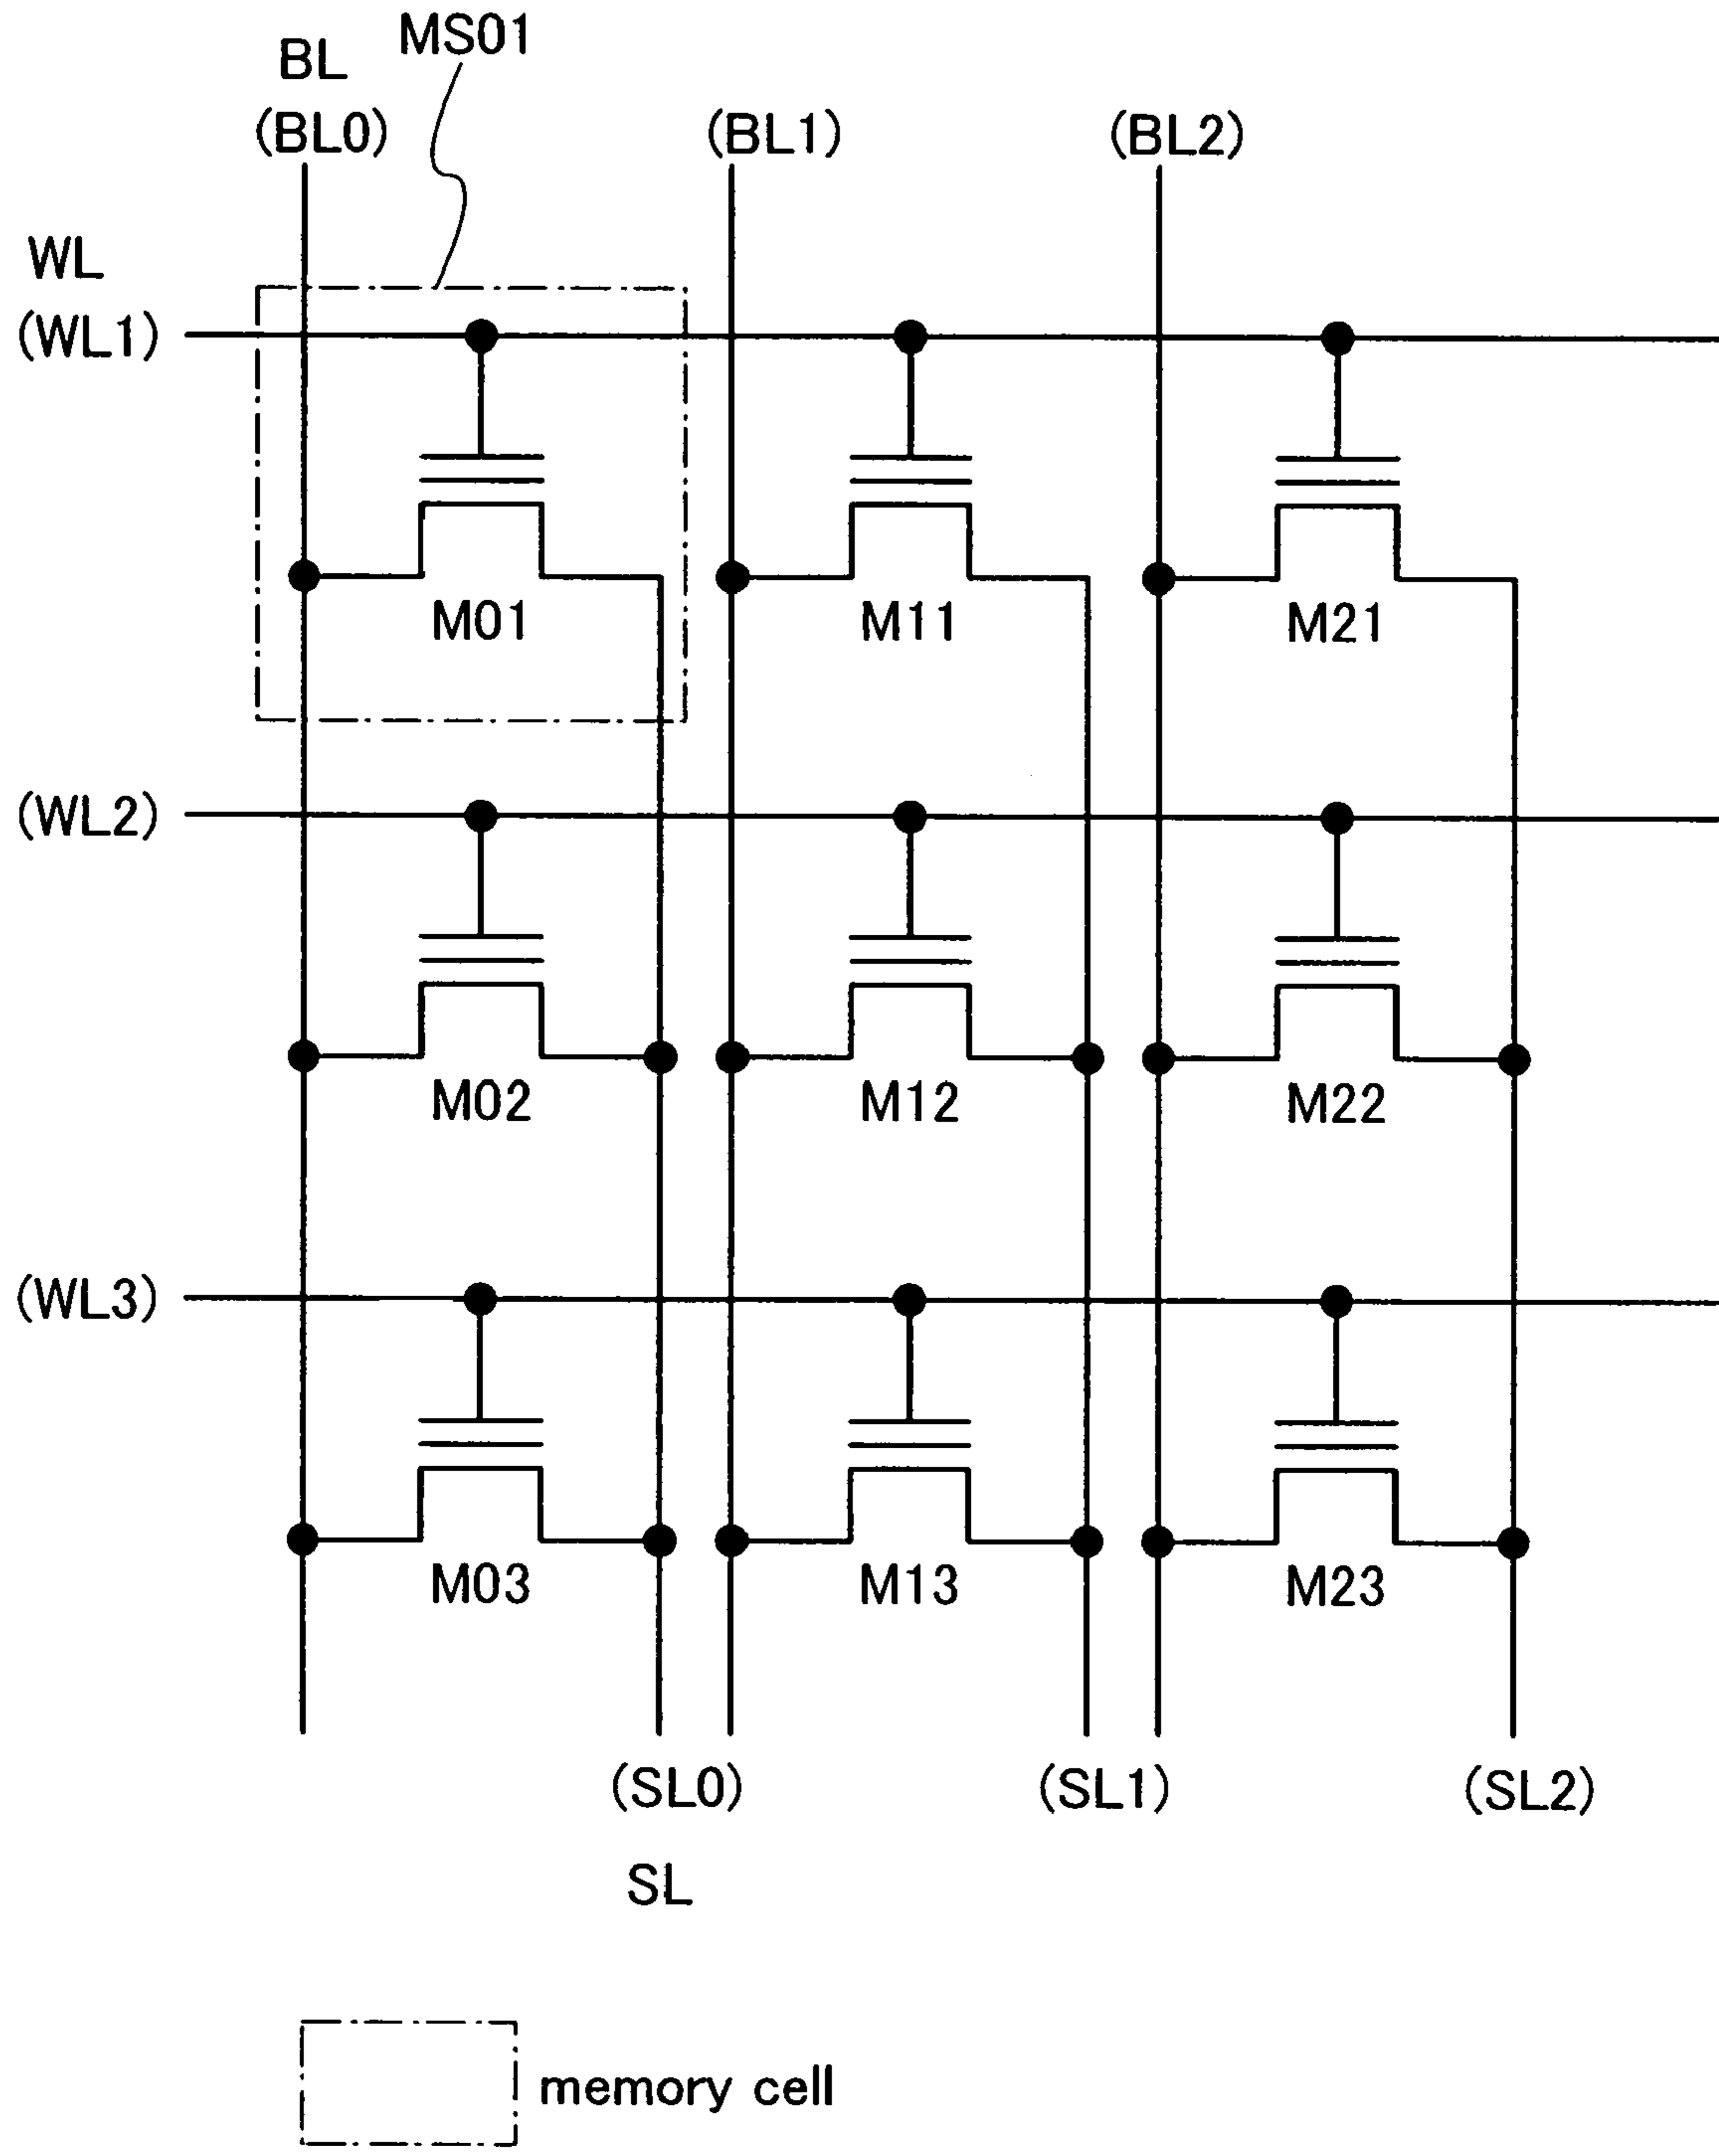 MS01
BL
(BL0)
(BL1)
(BL2)
WL
(WL1)
M01
M11
M21
(WL2)
M02
M12
M22
(WL3)
M03
M13
M23
(SL0)
(SL1)
(SL2)
SL
memory cell